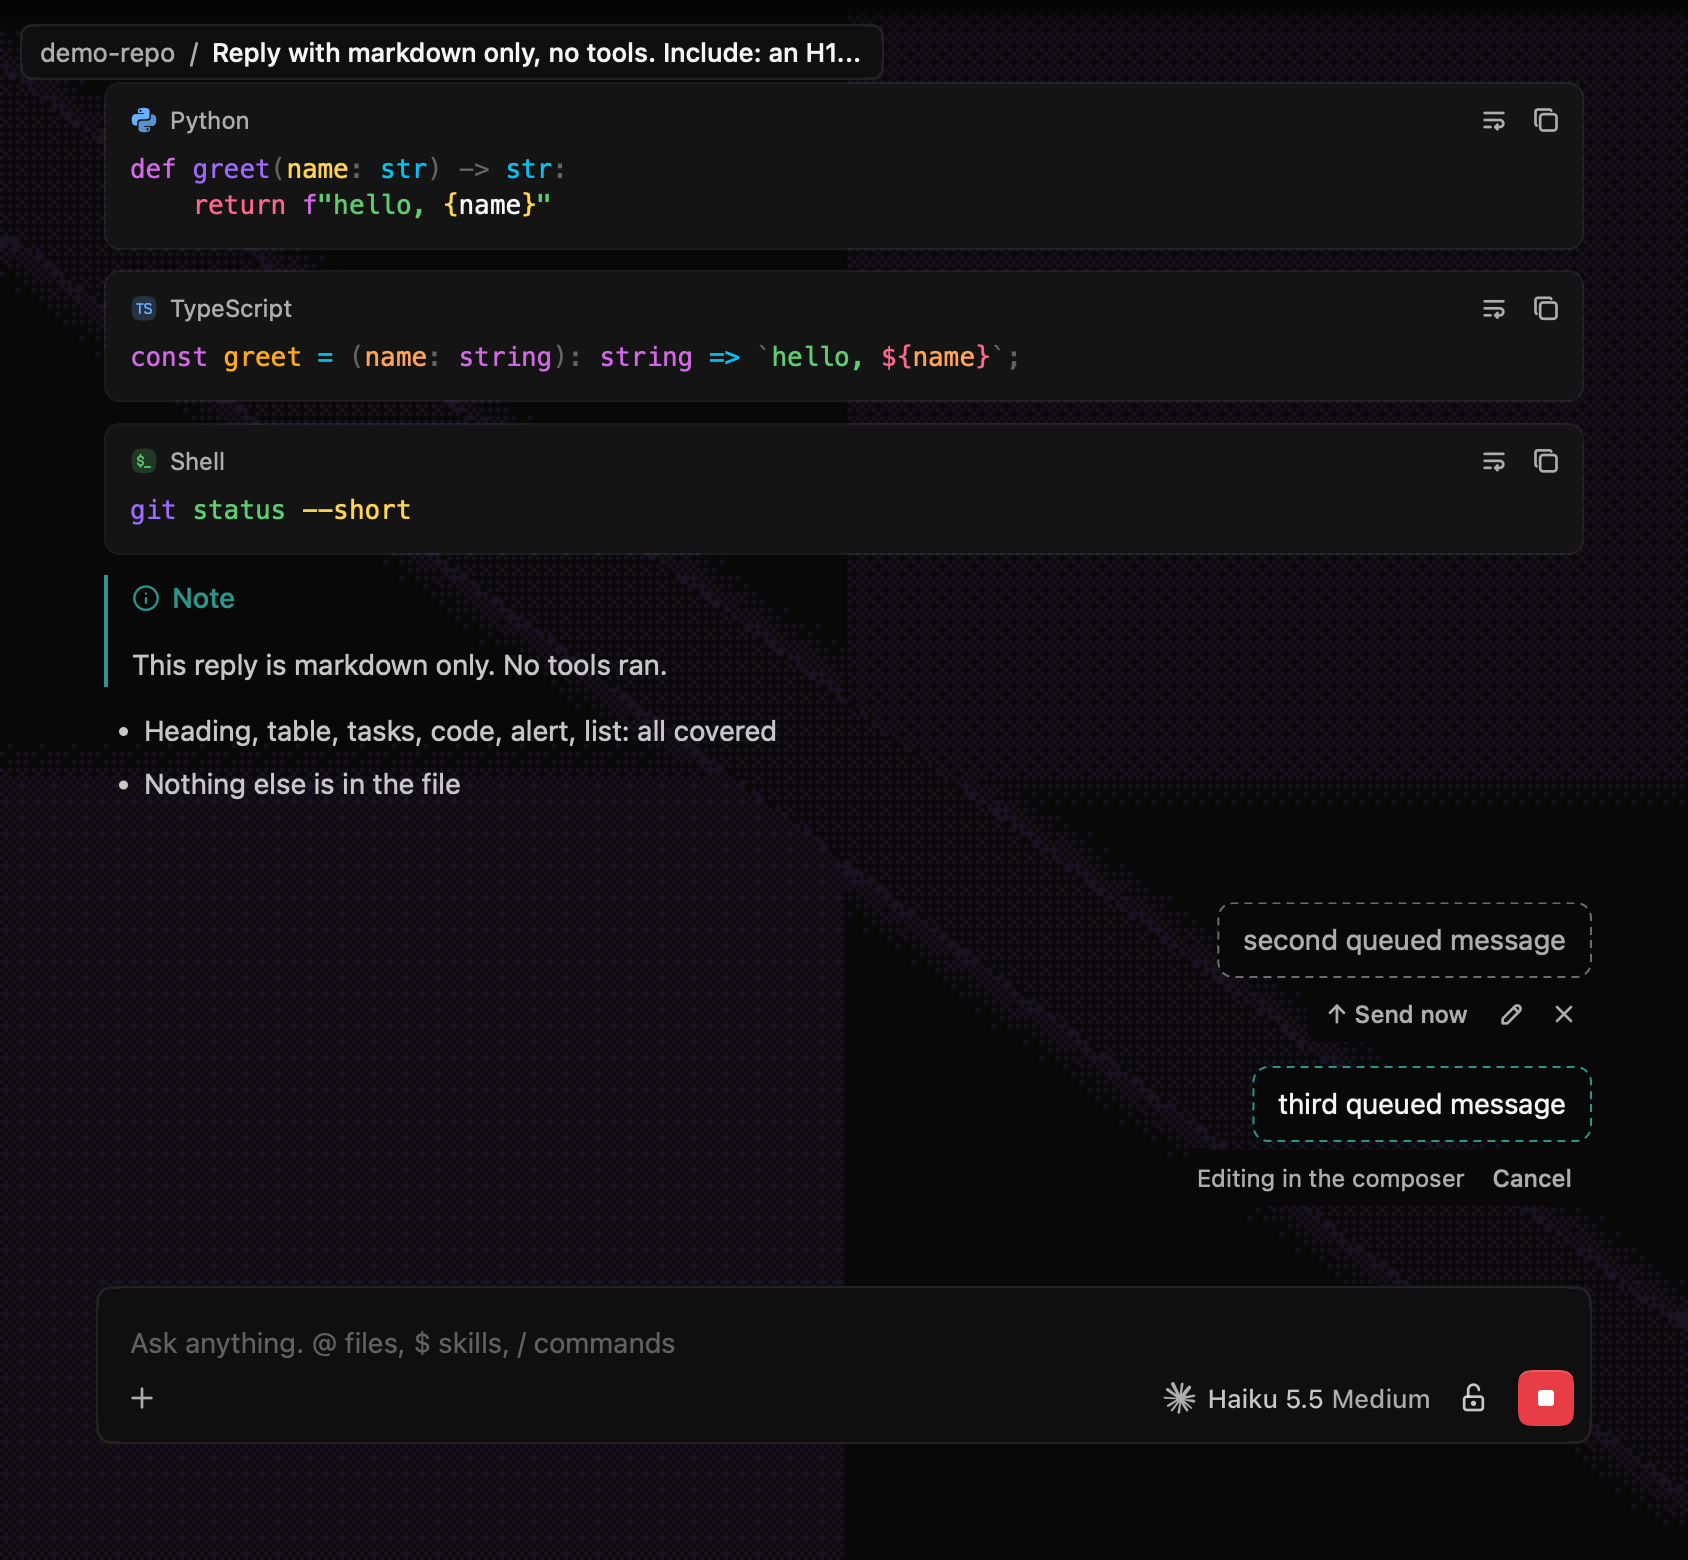 demo-repo / Reply with markdown only, no tools. Include: an H1...
Python
def greet(name: str) -> str:
    return f"hello, {name}"
TS TypeScript
const greet = (name: string): string => `hello, ${name}`;
$_ Shell
git status --short
Note
This reply is markdown only. No tools ran.
• Heading, table, tasks, code, alert, list: all covered
• Nothing else is in the file
second queued message
↑ Send now
third queued message
Editing in the composer Cancel
Ask anything. @ files, $ skills, / commands
Haiku 5.5 Medium